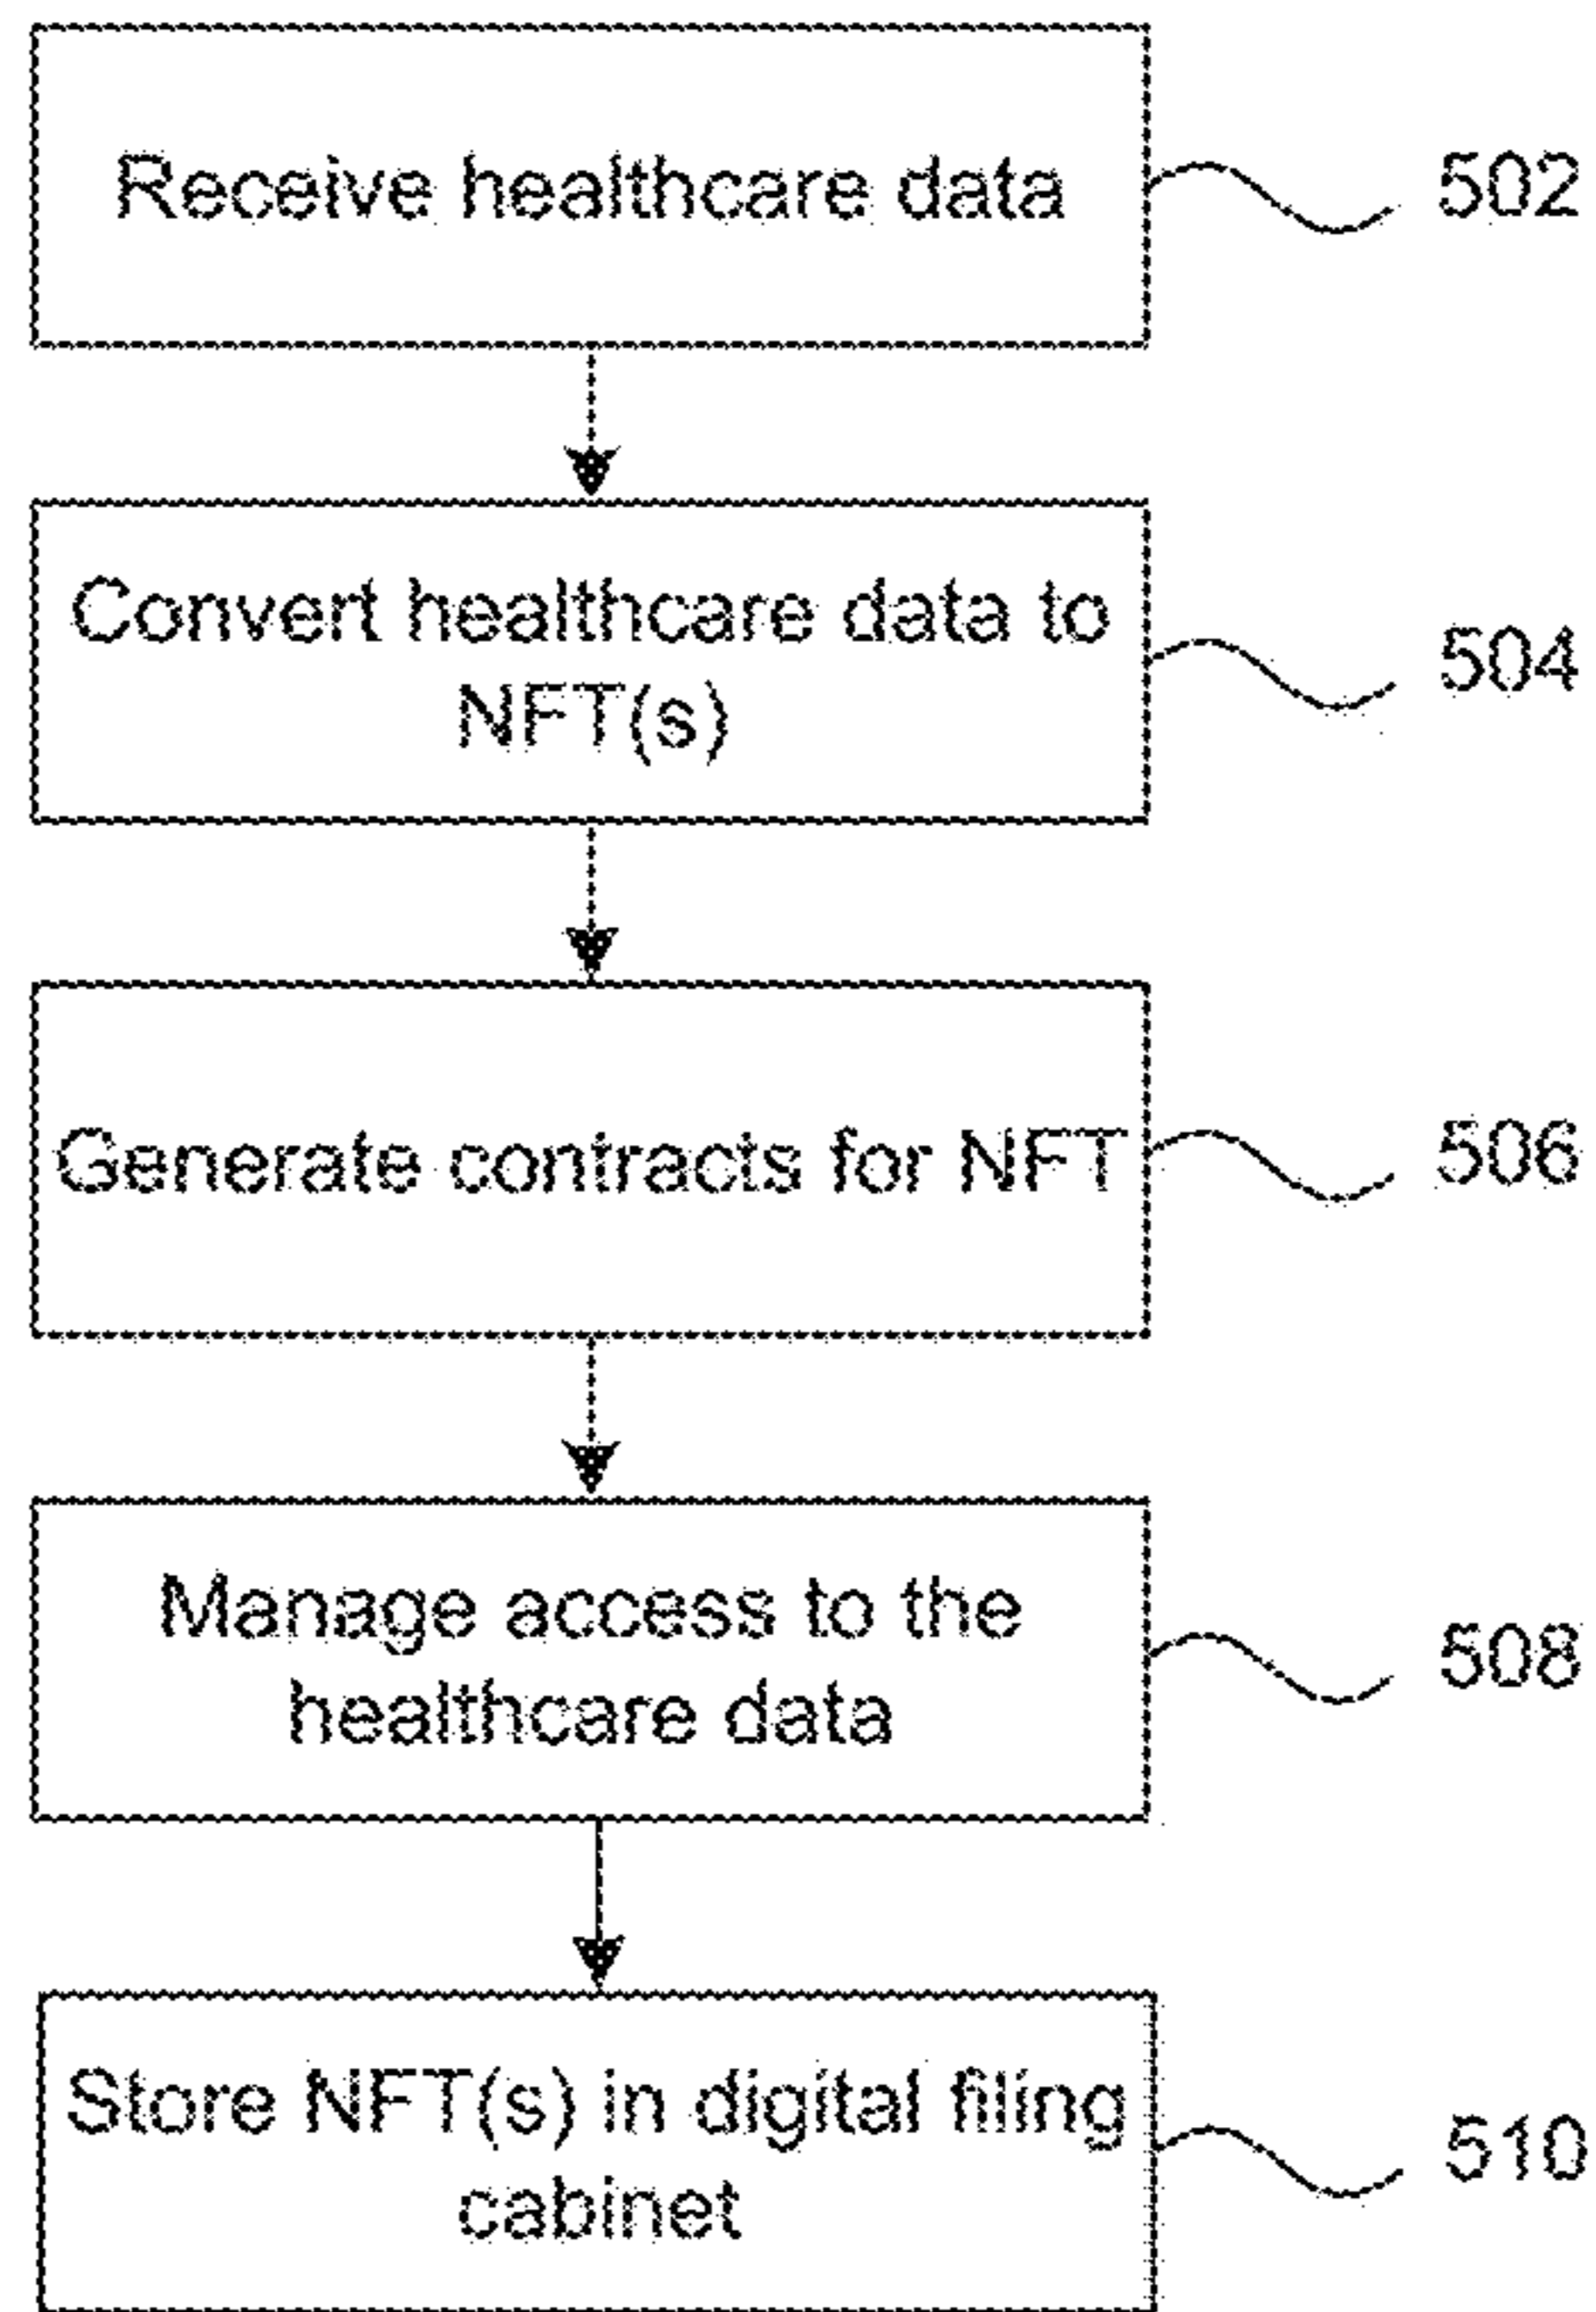 Receive healthcare data
502
Convert healthcare data to
NFT(s)
504
Generate contracts for NFT
506
Manage access to the
healthcare data
508
Store NFT(s) in digital filing
cabinet
510